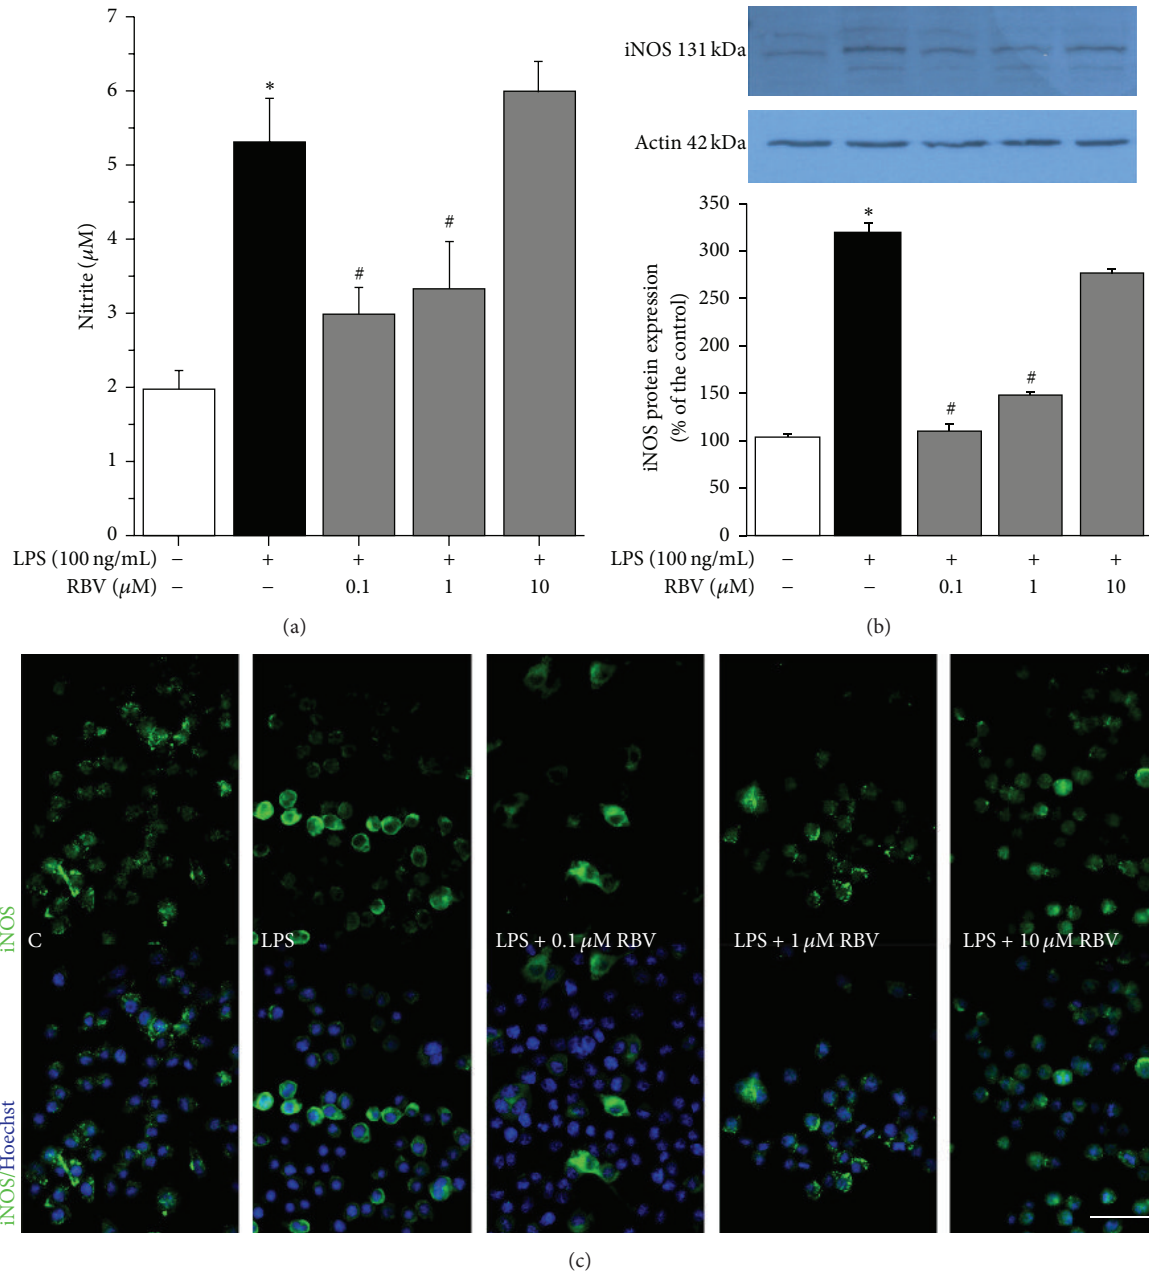 7
6
5
4
3
2
1
0
Nitrite (μM)
*
#
#
LPS (100 ng/mL) − + + + +
RBV (μM) − − 0.1 1 10
(a)
iNOS 131 kDa
Actin 42 kDa
350
300
250
200
150
100
50
0
iNOS protein expression
(% of the control)
*
#
#
LPS (100 ng/mL) − + + + +
RBV (μM) − − 0.1 1 10
(b)
iNOS
C
LPS
LPS + 0.1 μM RBV
LPS + 1 μM RBV
LPS + 10 μM RBV
iNOS/Hoechst
(c)